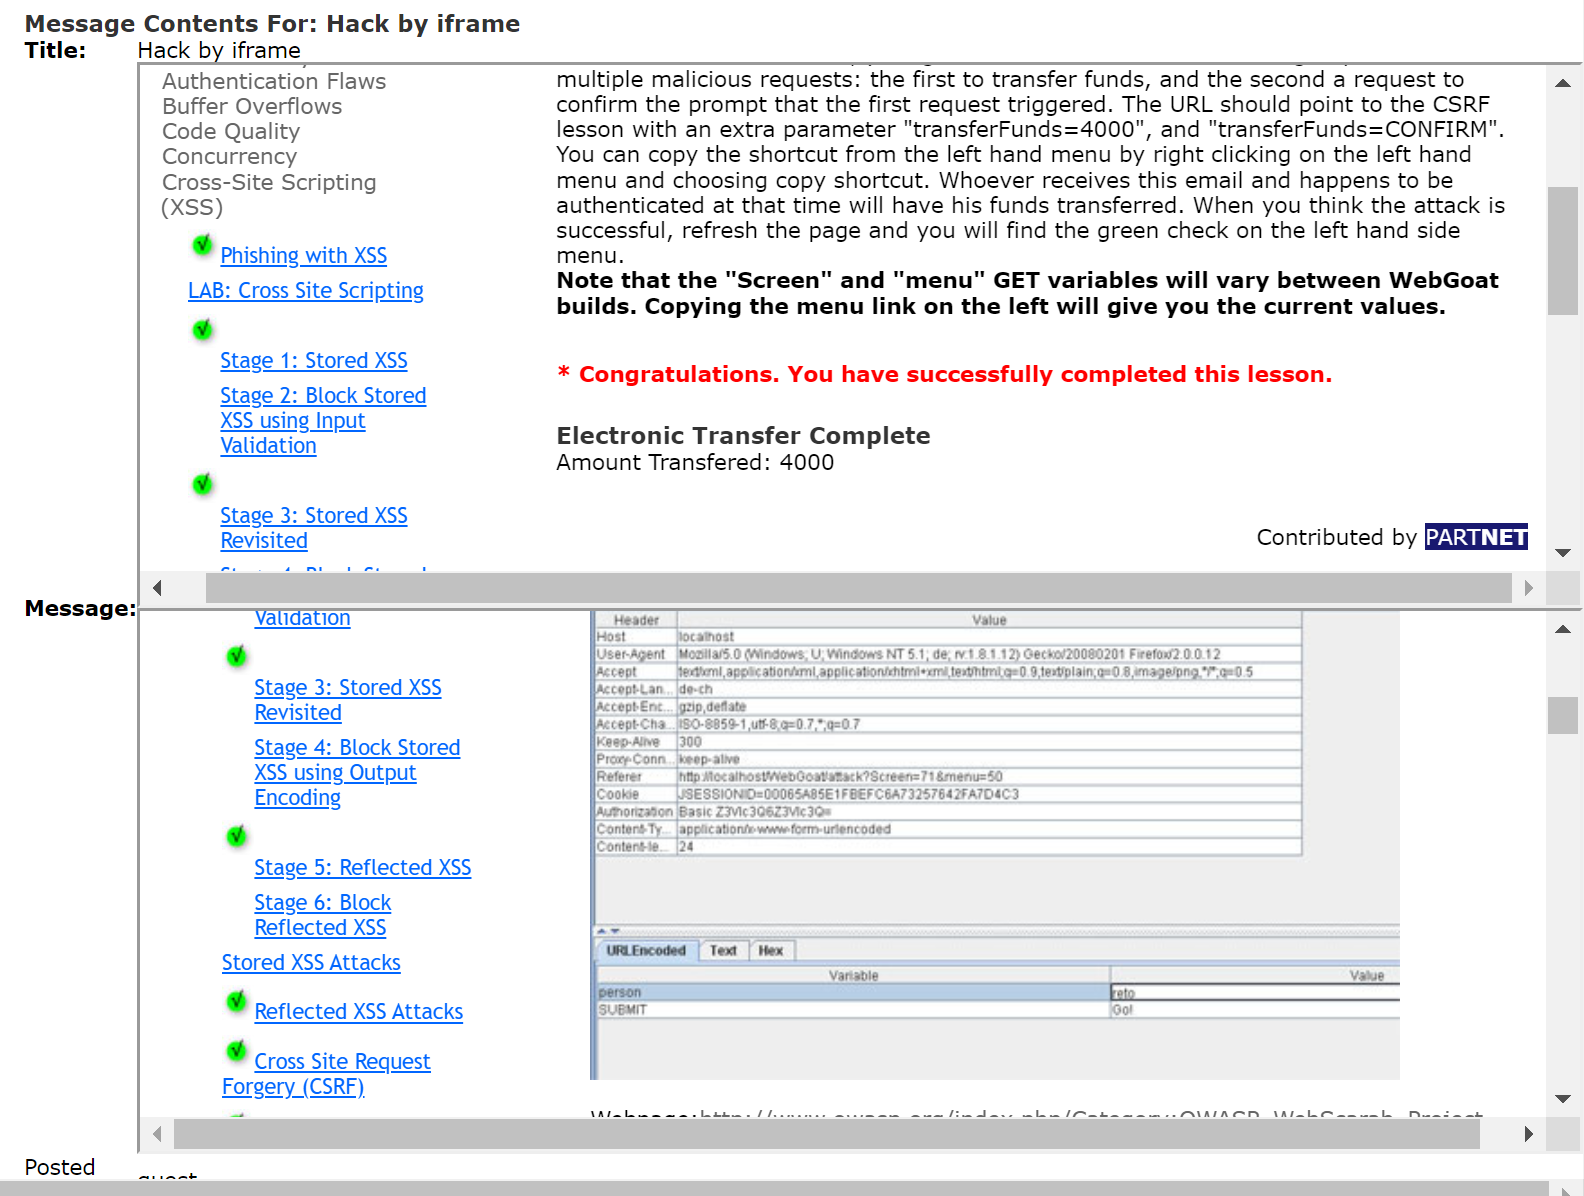 Message Contents For: Hack by iframe
Title: Hack by iframe
Authentication Flaws
Buffer Overflows
Code Quality
Concurrency
Cross-Site Scripting
(XSS)
Phishing with XSS
LAB: Cross Site Scripting
Stage 1: Stored XSS
Stage 2: Block Stored
XSS using Input
Validation
Stage 3: Stored XSS
Revisited
multiple malicious requests: the first to transfer funds, and the second a request to
confirm the prompt that the first request triggered. The URL should point to the CSRF
lesson with an extra parameter "transferFunds=4000", and "transferFunds=CONFIRM".
You can copy the shortcut from the left hand menu by right clicking on the left hand
menu and choosing copy shortcut. Whoever receives this email and happens to be
authenticated at that time will have his funds transferred. When you think the attack is
successful, refresh the page and you will find the green check on the left hand side
menu.
Note that the "Screen" and "menu" GET variables will vary between WebGoat
builds. Copying the menu link on the left will give you the current values.
* Congratulations. You have successfully completed this lesson.
Electronic Transfer Complete
Amount Transfered: 4000
Contributed by PARTNET
Message:
Validation
Stage 3: Stored XSS
Revisited
Stage 4: Block Stored
XSS using Output
Encoding
Stage 5: Reflected XSS
Stage 6: Block
Reflected XSS
Stored XSS Attacks
Reflected XSS Attacks
Cross Site Request
Forgery (CSRF)
Header Value
Host localhost
User-Agent Mozilla/5.0 (Windows; U; Windows NT 5.1; de; rv:1.8.1.12) Gecko/20080201 Firefox/2.0.0.12
Accept text/xml,application/xml,application/xhtml+xml,text/html;q=0.9,text/plain;q=0.8,image/png,*/*;q=0.5
Accept-Lan... de-ch
Accept-Enc... gzip,deflate
Accept-Cha... ISO-8859-1,utf-8;q=0.7,*;q=0.7
Keep-Alive 300
Proxy-Conn... keep-alive
Referer http://localhost/WebGoat/attack?Screen=71&menu=50
Cookie JSESSIONID=00065A85E1FBEFC6A73257642FA7D4C3
Authorization Basic Z3Vlc3Q6Z3Vlc3Q=
Content-Ty... application/x-www-form-urlencoded
Content-le... 24
URLEncoded Text Hex
Variable Value
person reto
SUBMIT Go!
Webpage: http://www.owasp.org/index.php/Category:OWASP_WebScarab_Project
Posted
guest